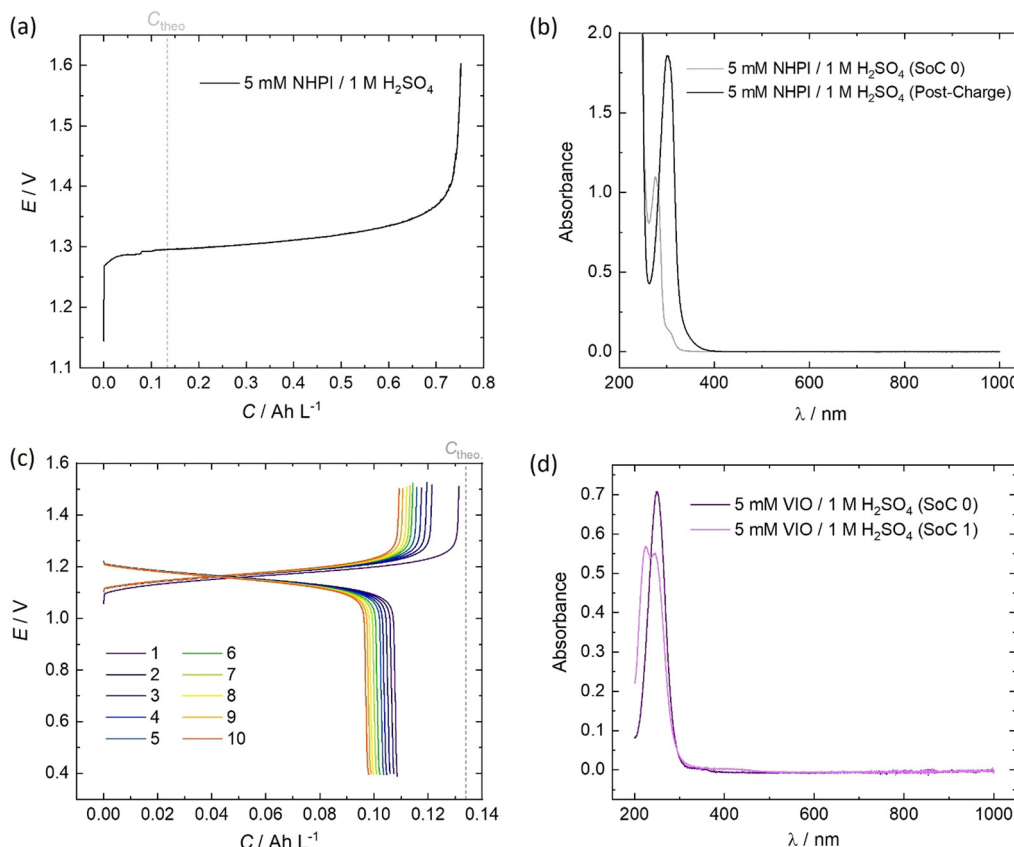 (a)
C_theo
1.6
1.5
1.4
1.3
1.2
1.1
E / V
5 mM NHPI / 1 M H₂SO₄
0.0 0.1 0.2 0.3 0.4 0.5 0.6 0.7 0.8
C / Ah L⁻¹
(b)
2.0
1.5
1.0
0.5
0.0
Absorbance
5 mM NHPI / 1 M H₂SO₄ (SoC 0)
5 mM NHPI / 1 M H₂SO₄ (Post-Charge)
200 400 600 800 1000
λ / nm
(c)
C_theo.
1.6
1.4
1.2
1.0
0.8
0.6
0.4
E / V
1 6
2 7
3 8
4 9
5 10
0.00 0.02 0.04 0.06 0.08 0.10 0.12 0.14
C / Ah L⁻¹
(d)
0.7
0.6
0.5
0.4
0.3
0.2
0.1
0.0
Absorbance
5 mM VIO / 1 M H₂SO₄ (SoC 0)
5 mM VIO / 1 M H₂SO₄ (SoC 1)
200 400 600 800 1000
λ / nm